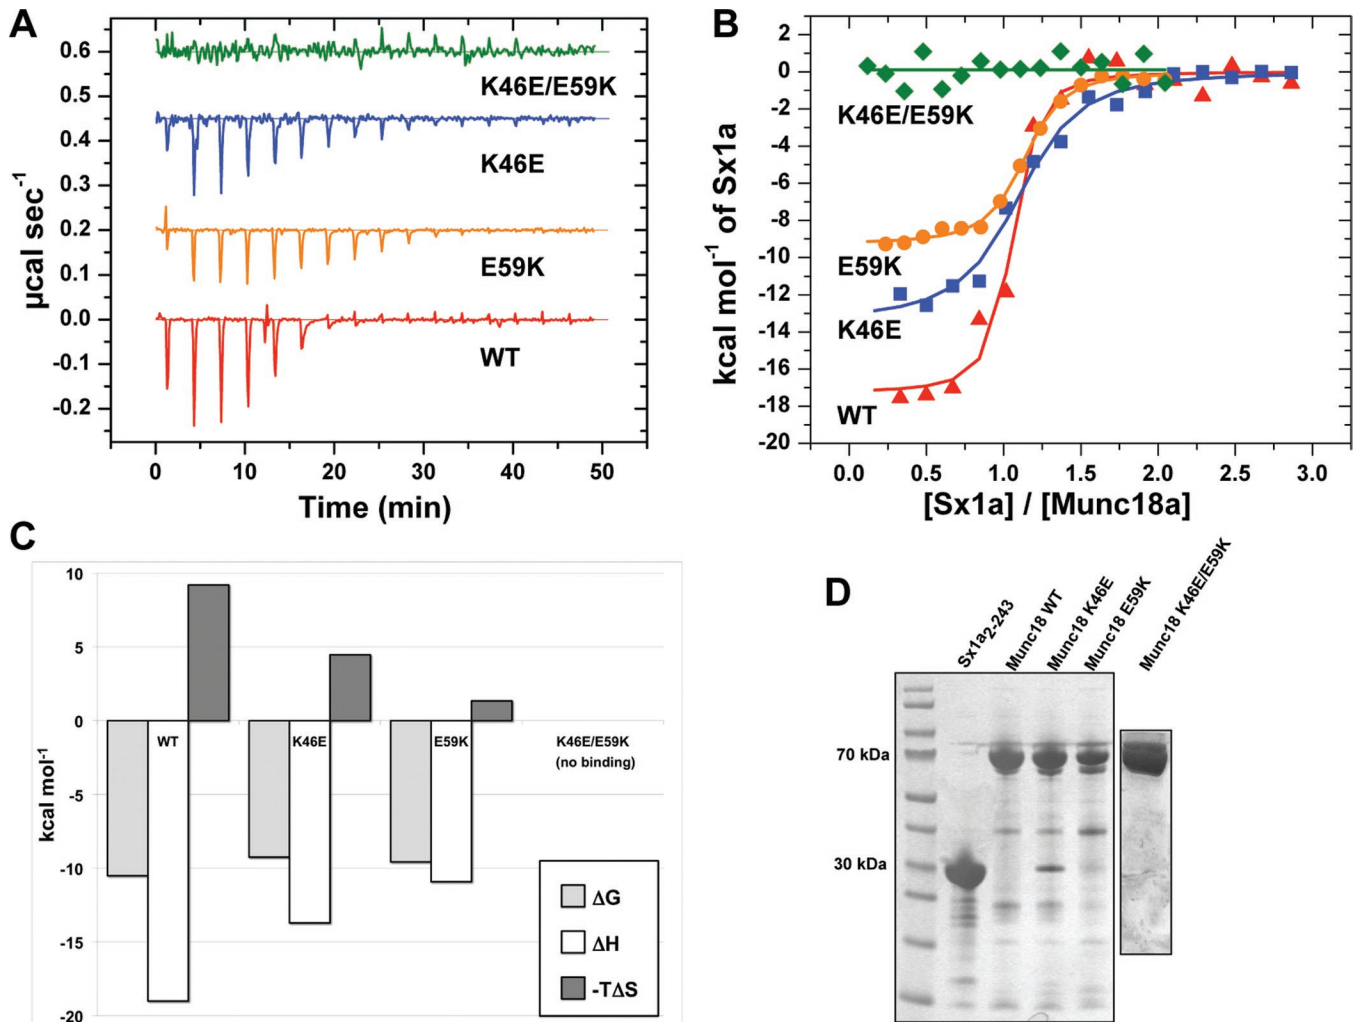 A
0.6
0.5
0.4
0.3
0.2
0.1
0.0
-0.1
-0.2
µcal sec⁻¹
K46E/E59K
K46E
E59K
WT
0 10 20 30 40 50
Time (min)
B
2
0
-2
-4
-6
-8
-10
-12
-14
-16
-18
-20
kcal mol⁻¹ of Sx1a
K46E/E59K
E59K
K46E
WT
0.0 0.5 1.0 1.5 2.0 2.5 3.0
[Sx1a] / [Munc18a]
C
10
5
0
-5
-10
-15
-20
kcal mol⁻¹
WT K46E E59K K46E/E59K
(no binding)
ΔG
ΔH
-TΔS
D
Sx1a2-243
Munc18 WT
Munc18 K46E
Munc18 E59K
Munc18 K46E/E59K
70 kDa
30 kDa